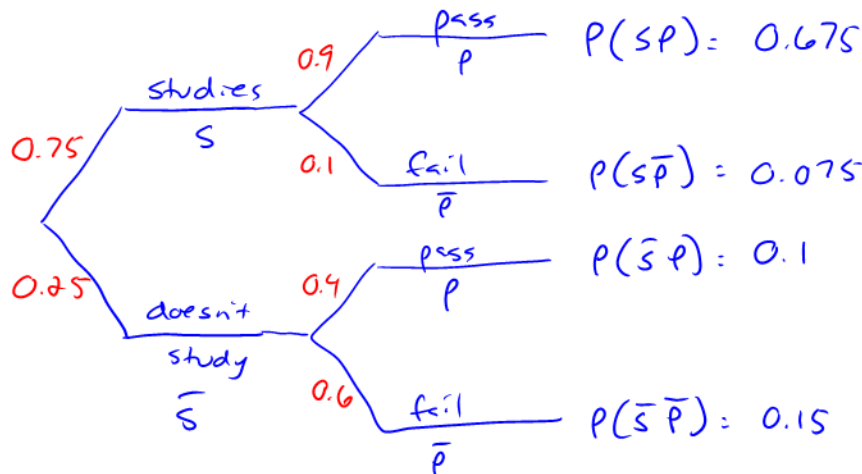 pass
0.9
P
P(SP) = 0.675
studies
0.75
S
0.1
fail
P̅
P(SP̅) = 0.075
pass
0.4
P
P(S̅P) = 0.1
0.25
doesn't
study
S̅
0.6
fail
P̅
P(S̅P̅) = 0.15